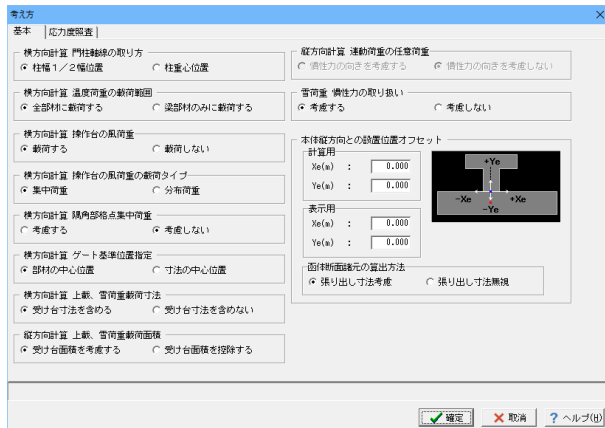 考え方
基本 応力度照査
横方向計算 門柱軸線の取り方
柱幅1/2幅位置 柱重心位置
横方向計算 温度荷重の載荷範囲
全部材に載荷する 梁部材のみに載荷する
横方向計算 操作台の風荷重
載荷する 載荷しない
横方向計算 操作台の風荷重の載荷タイプ
集中荷重 分布荷重
横方向計算 隅角部格点集中荷重
考慮する 考慮しない
横方向計算 ゲート基準位置指定
部材の中心位置 寸法の中心位置
横方向計算 上載、雪荷重載荷寸法
受け台寸法を含める 受け台寸法を含めない
縦方向計算 上載、雪荷重載荷面積
受け台面積を考慮する 受け台面積を控除する
縦方向計算 連動荷重の任意荷重
慣性力の向きを考慮する 慣性力の向きを考慮しない
雪荷重 慣性力の取り扱い
考慮する 考慮しない
本体縦方向との設置位置オフセット
計算用
Xe(m) : 0.000
Ye(m) : 0.000
表示用
Xe(m) : 0.000
Ye(m) : 0.000
+Ye
-Xe +Xe
-Ye
函体断面諸元の算出方法
張り出し寸法考慮 張り出し寸法無視
確定 取消 ? ヘルプ(H)